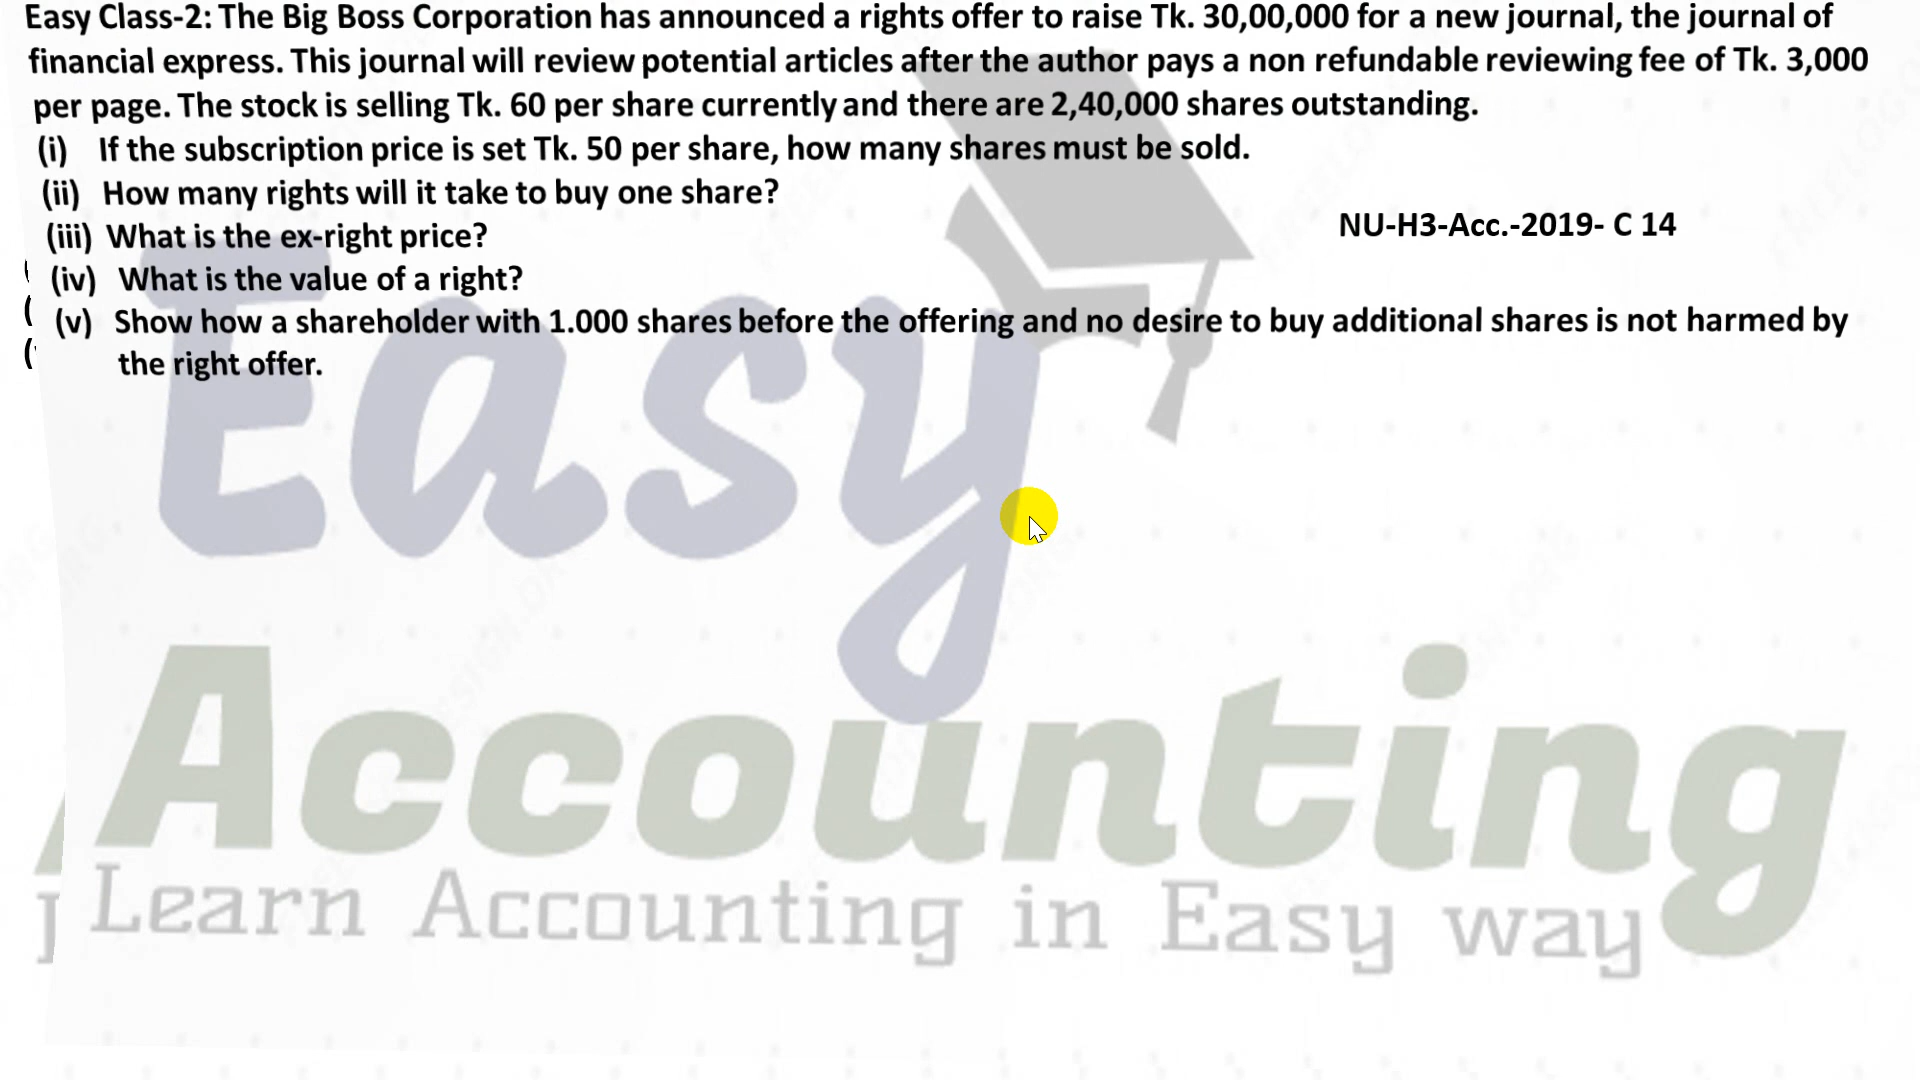 Easy Class-2: The Big Boss Corporation has announced a rights offer to raise Tk. 30,00,000 for a new journal, the journal of
financial express. This journal will review potential articles after the author pays a non refundable reviewing fee of Tk. 3,000
per page. The stock is selling Tk. 60 per share currently and there are 2,40,000 shares outstanding.
(i) If the subscription price is set Tk. 50 per share, how many shares must be sold.
(ii) How many rights will it take to buy one share?
(iii) What is the ex-right price?
NU-H3-Acc.-2019- C 14
(iv) What is the value of a right?
(v) Show how a shareholder with 1.000 shares before the offering and no desire to buy additional shares is not harmed by
the right offer.
Easy
Accounting
Learn Accounting in Easy way